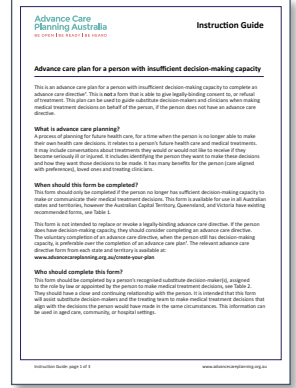 Advance Care
Planning Australia
BE OPEN | BE READY | BE HEARD
Instruction Guide
Advance care plan for a person with insufficient decision-making capacity
This is an advance care plan for a person with insufficient decision-making capacity to complete an
advance care directive¹. This is not a form that is able to give legally-binding consent to, or refusal
of treatment. This plan can be used to guide substitute decision-makers and clinicians when making
medical treatment decisions on behalf of the person, if the person does not have an advance care
directive.
What is advance care planning?
A process of planning for future health care, for a time when the person is no longer able to make
their own health care decisions. It relates to a person's future health care and medical treatments.
It may include conversations about treatments they would or would not like to receive if they
become seriously ill or injured. It includes identifying the person they want to make these decisions
and how they want those decisions to be made. It has many benefits for the person (care aligned
with preferences), loved ones and treating clinicians.
When should this form be completed?
This form should only be completed if the person no longer has sufficient decision-making capacity to
make or communicate their medical treatment decisions. This form is available for use in all Australian
states and territories, however the Australian Capital Territory, Queensland, and Victoria have existing
recommended forms, see Table 1.
This form is not intended to replace or revoke a legally-binding advance care directive. If the person
does have decision-making capacity, they should consider completing an advance care directive.
The voluntary completion of an advance care directive, when the person still has decision-making
capacity, is preferable over the completion of an advance care plan¹. The relevant advance care
directive form from each state and territory is available at:
www.advancecareplanning.org.au/create-your-plan
Who should complete this form?
This form should be completed by a person's recognised substitute decision-maker(s), assigned
to the role by law or appointed by the person to make medical treatment decisions, see Table 2.
They should have a close and continuing relationship with the person. It is intended that this form
will assist substitute decision-makers and the treating team to make medical treatment decisions that
align with the decisions the person would have made in the same circumstances. This information can
be used in aged care, community, or hospital settings.
Instruction Guide: page 1 of 3
www.advancecareplanning.org.au